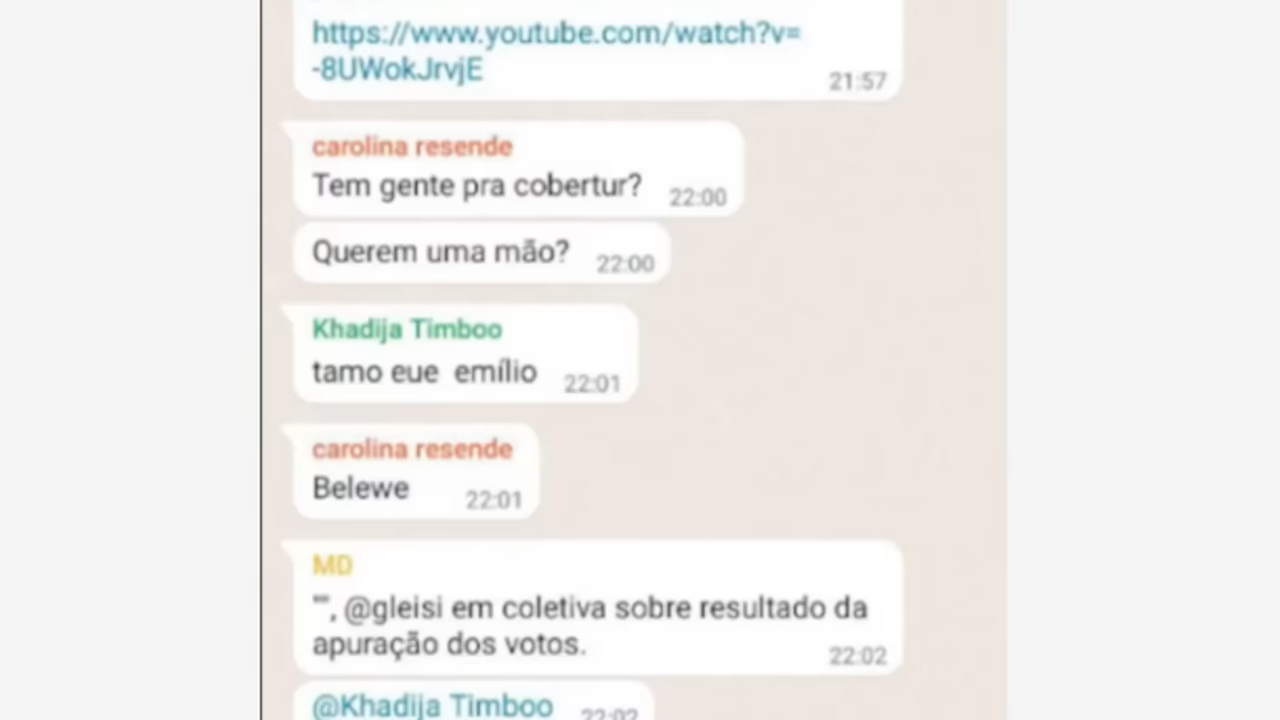 https://www.youtube.com/watch?v=
-8UWokJrvjE
21:57
carolina resende
Tem gente pra cobertur?
22:00
Querem uma mão?
22:00
Khadija Timboo
tamo eue emílio
22:01
carolina resende
Belewe
22:01
MD
"", @gleisi em coletiva sobre resultado da
apuração dos votos.
22:02
@Khadija Timboo
22:02